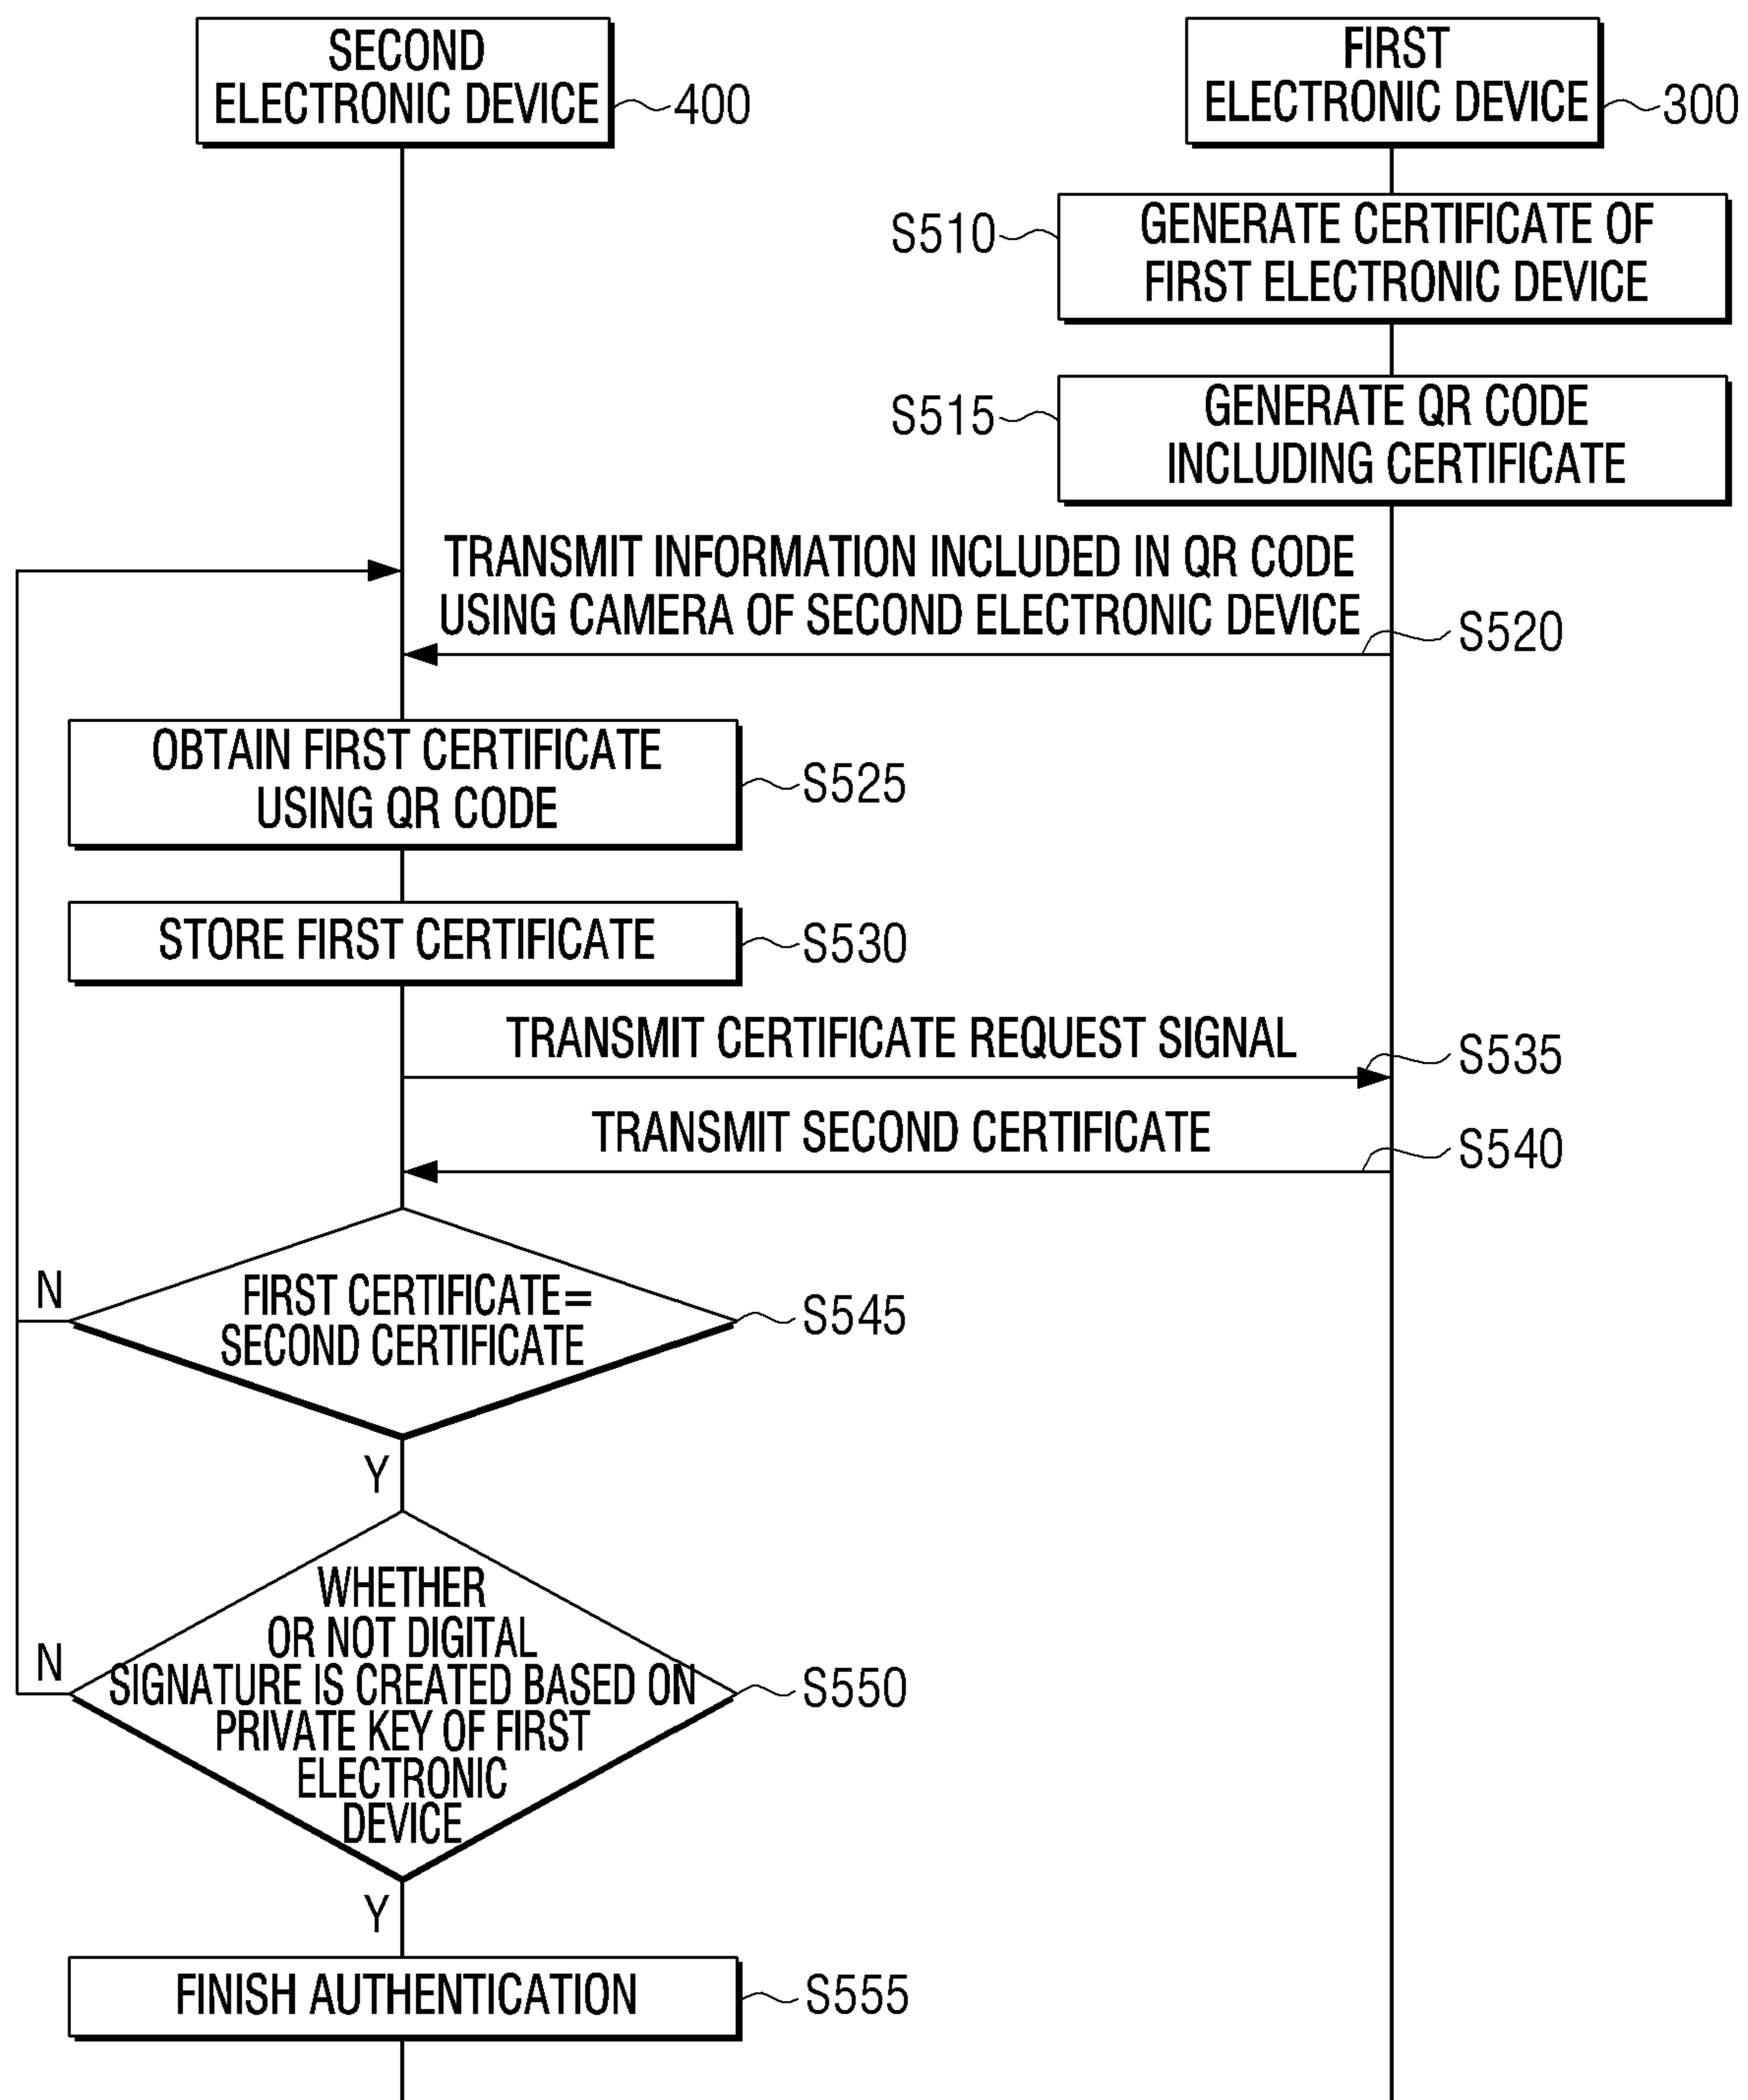 SECOND
ELECTRONIC DEVICE
400
FIRST
ELECTRONIC DEVICE
300
S510
GENERATE CERTIFICATE OF
FIRST ELECTRONIC DEVICE
S515
GENERATE QR CODE
INCLUDING CERTIFICATE
TRANSMIT INFORMATION INCLUDED IN QR CODE
USING CAMERA OF SECOND ELECTRONIC DEVICE
S520
OBTAIN FIRST CERTIFICATE
USING QR CODE
S525
STORE FIRST CERTIFICATE
S530
TRANSMIT CERTIFICATE REQUEST SIGNAL
S535
TRANSMIT SECOND CERTIFICATE
S540
N
FIRST CERTIFICATE=
SECOND CERTIFICATE
S545
Y
N
WHETHER
OR NOT DIGITAL
SIGNATURE IS CREATED BASED ON
PRIVATE KEY OF FIRST
ELECTRONIC
DEVICE
S550
Y
FINISH AUTHENTICATION
S555